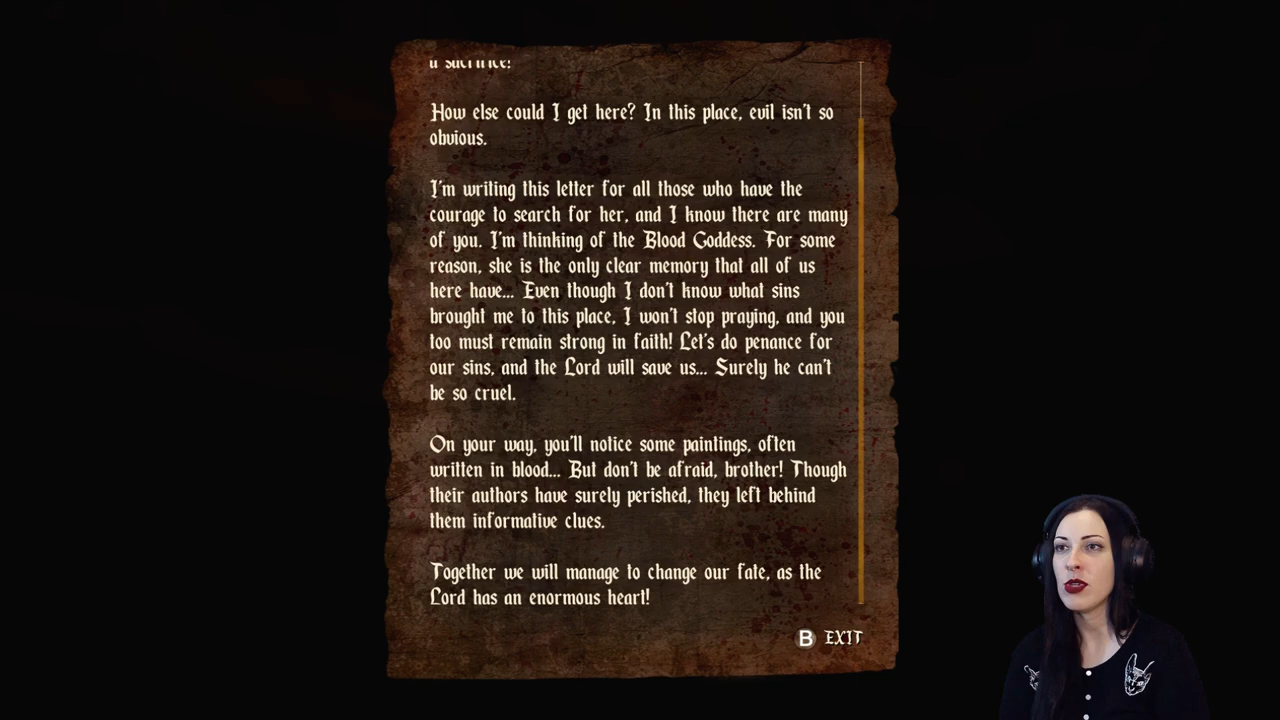 a sacrifice!
How else could I get here? In this place, evil isn't so
obvious.
I'm writing this letter for all those who have the
courage to search for her, and I know there are many
of you. I'm thinking of the Blood Goddess. For some
reason, she is the only clear memory that all of us
here have... Even though I don't know what sins
brought me to this place, I won't stop praying, and you
too must remain strong in faith! Let's do penance for
our sins, and the Lord will save us... Surely he can't
be so cruel.
On your way, you'll notice some paintings, often
written in blood... But don't be afraid, brother! Though
their authors have surely perished, they left behind
them informative clues.
Together we will manage to change our fate, as the
Lord has an enormous heart!
B EXIT